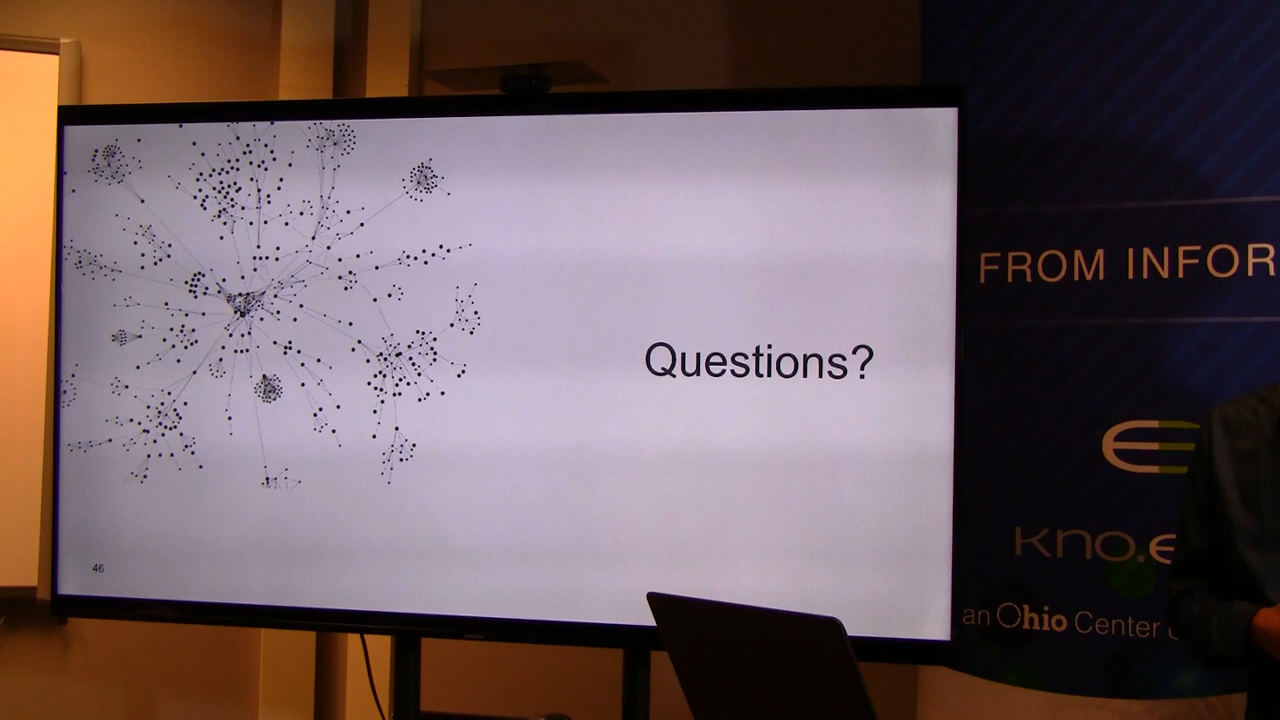 Questions?
46
FROM INFOR
kno.e
an Ohio Center